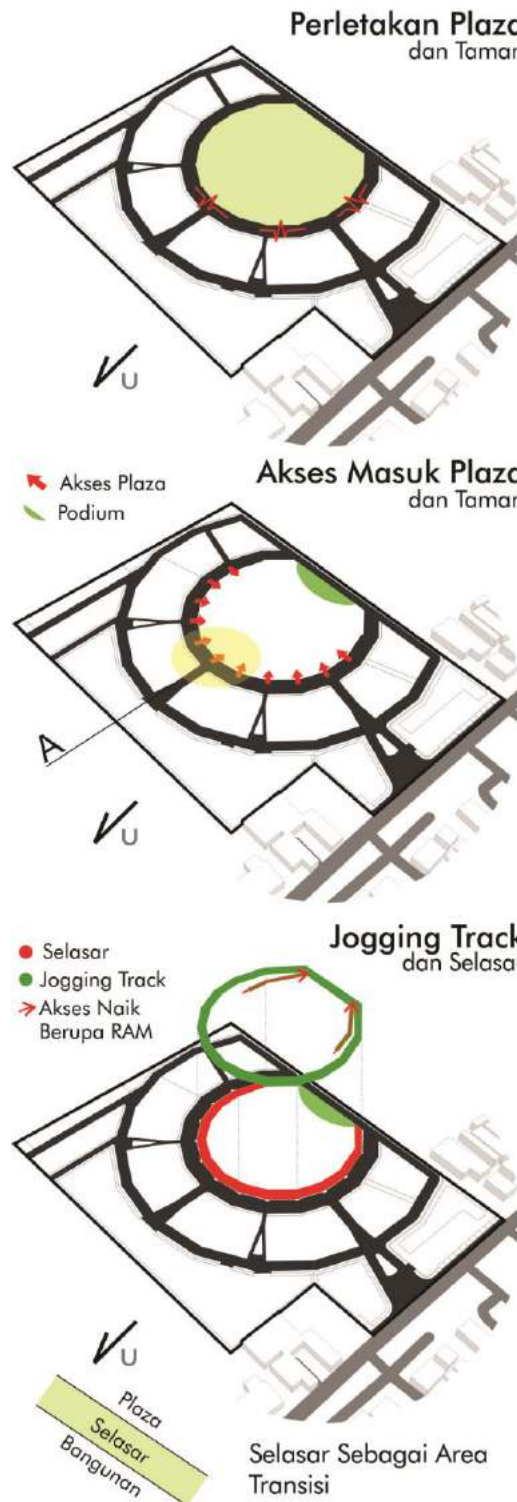 Perletakan Plaza
dan Taman
U
Akses Masuk Plaza
dan Taman
Akses Plaza
Podium
A
U
Jogging Track
dan Selasa
Selasar
Jogging Track
Akses Naik
Berupa RAM
U
Plaza
Selasar
Bangunan
Selasar Sebagai Area
Transisi